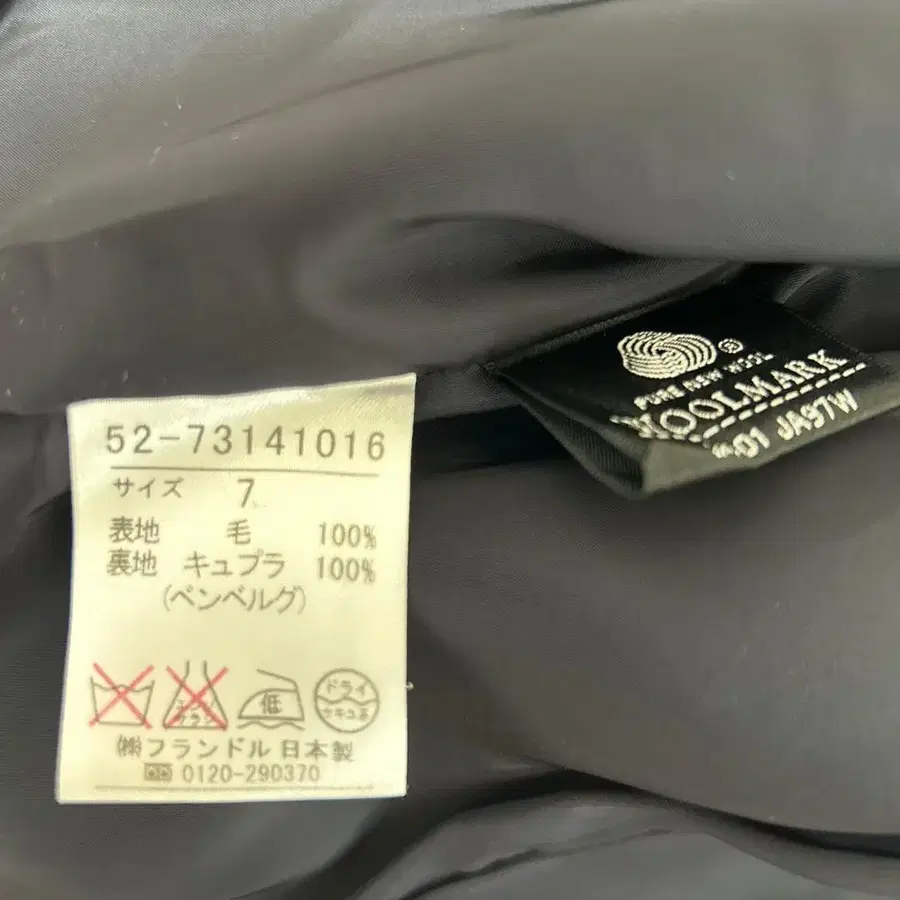 52-73141016
サイズ 7
表地 毛 100%
裏地 キュプラ 100%
(ベンベルグ)
低
ドライ
セキユ系
㈱フランドル 日本製
0120-290370
®
PURE NEW WOOL
WOOLMARK
01 JA97W